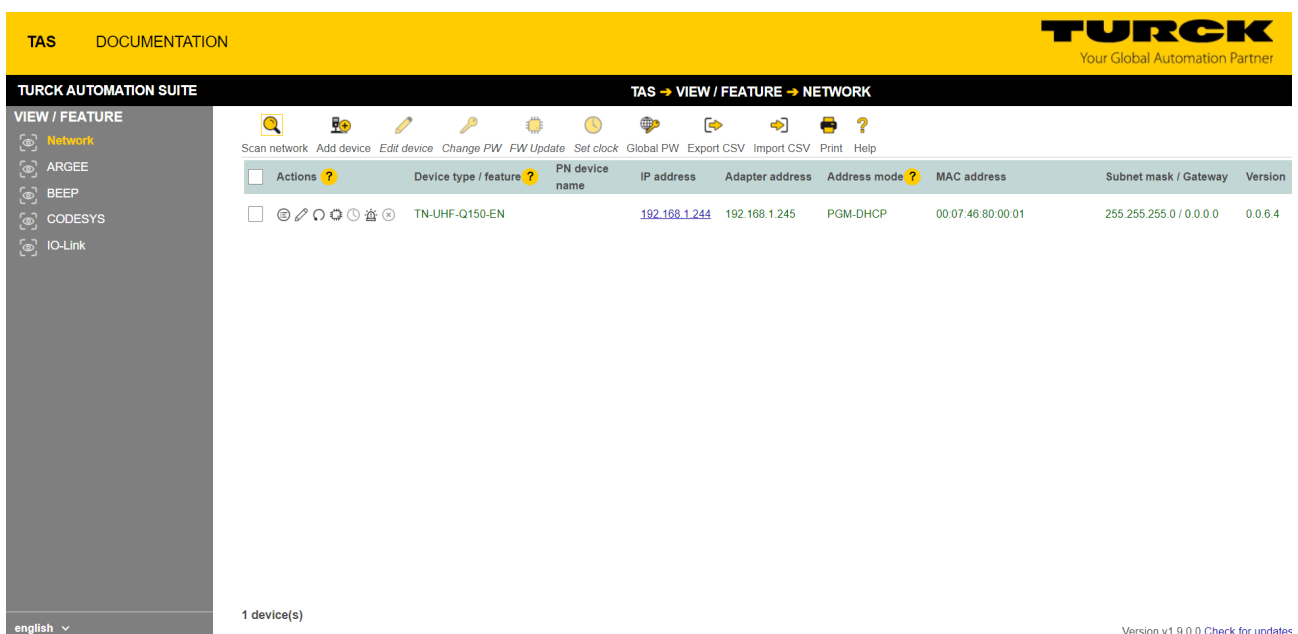 TAS DOCUMENTATION
TURCK
Your Global Automation Partner
TURCK AUTOMATION SUITE
TAS → VIEW / FEATURE → NETWORK
VIEW / FEATURE
Network
ARGEE
BEEP
CODESYS
IO-Link
Scan network Add device Edit device Change PW FW Update Set clock Global PW Export CSV Import CSV Print Help
Actions ? Device type / feature ? PN device name IP address Adapter address Address mode ? MAC address Subnet mask / Gateway Version
TN-UHF-Q150-EN 192.168.1.244 192.168.1.245 PGM-DHCP 00:07:46:80:00:01 255.255.255.0 / 0.0.0.0 0.0.6.4
1 device(s)
english
Version v1.9.0.0 Check for updates